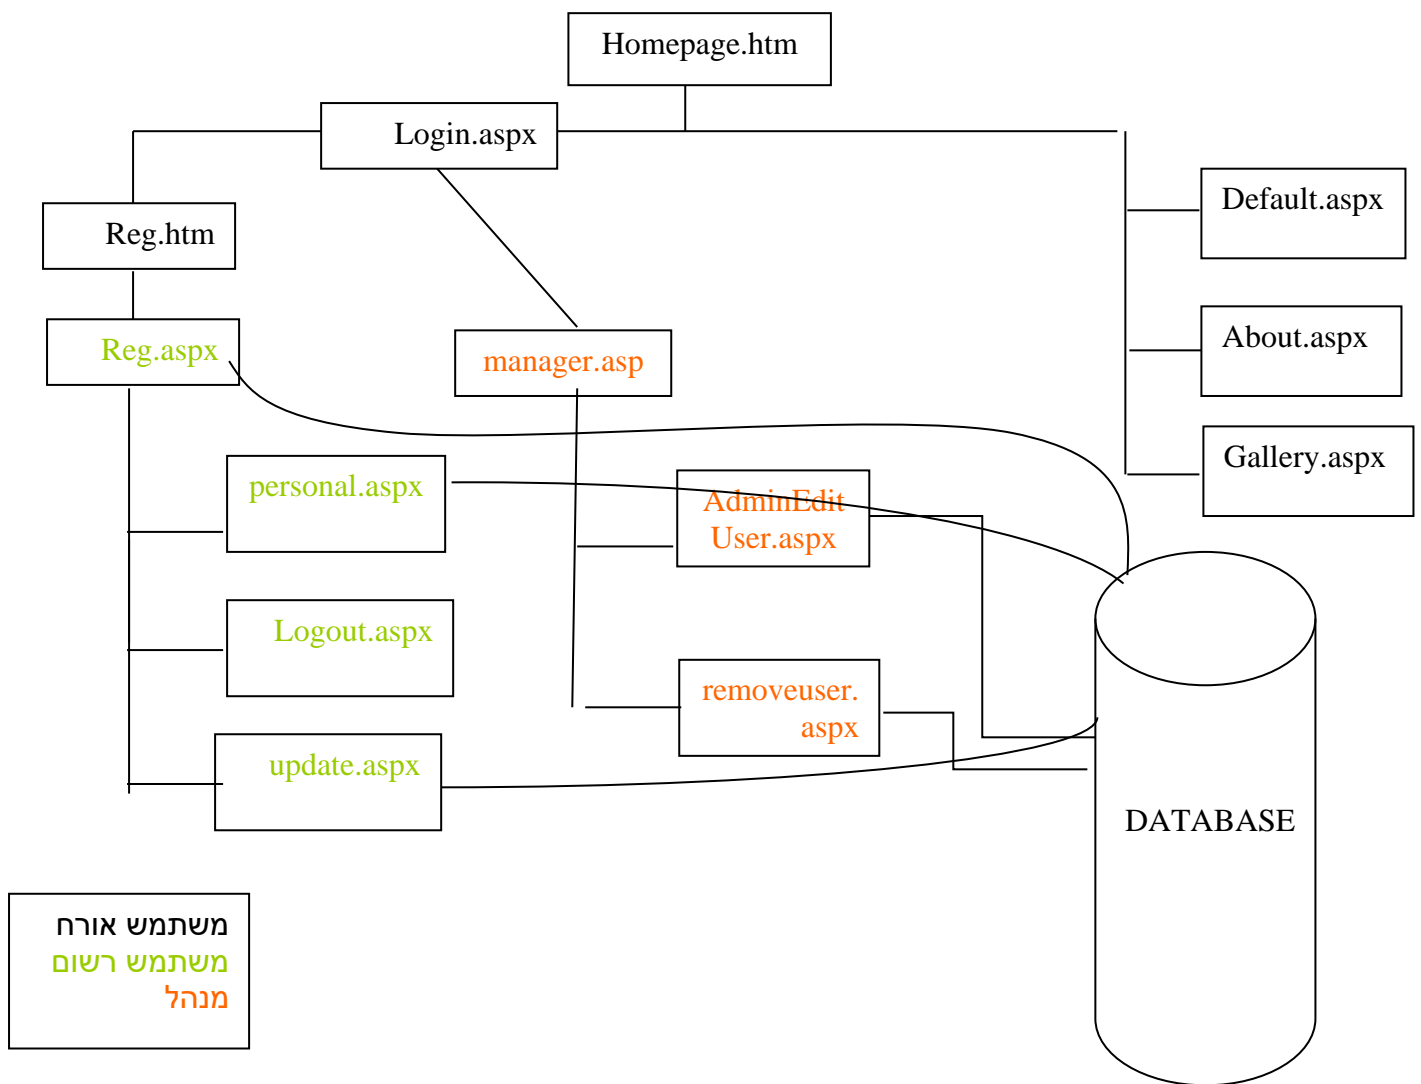 Homepage.htm
Login.aspx
Default.aspx
Reg.htm
About.aspx
Reg.aspx
manager.asp
Gallery.aspx
personal.aspx
AdminEdit
User.aspx
Logout.aspx
removeuser.
aspx
update.aspx
DATABASE
משתמש אורח
משתמש רשום
מנהל